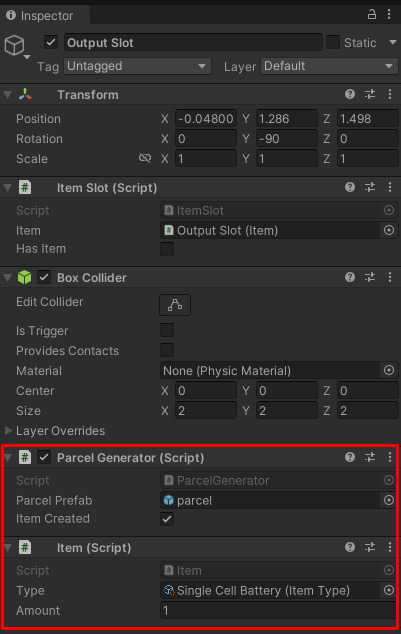 Inspector
Output Slot
Static
Tag Untagged Layer Default
Transform
Position X -0.04800 Y 1.286 Z 1.498
Rotation X 0 Y -90 Z 0
Scale X 1 Y 1 Z 1
# Item Slot (Script)
Script # ItemSlot
Item # Output Slot (Item)
Has Item
Box Collider
Edit Collider
Is Trigger
Provides Contacts
Material None (Physic Material)
Center X 0 Y 0 Z 0
Size X 2 Y 2 Z 2
Layer Overrides
# Parcel Generator (Script)
Script # ParcelGenerator
Parcel Prefab parcel
Item Created
# Item (Script)
Script # Item
Type Single Cell Battery (Item Type)
Amount 1